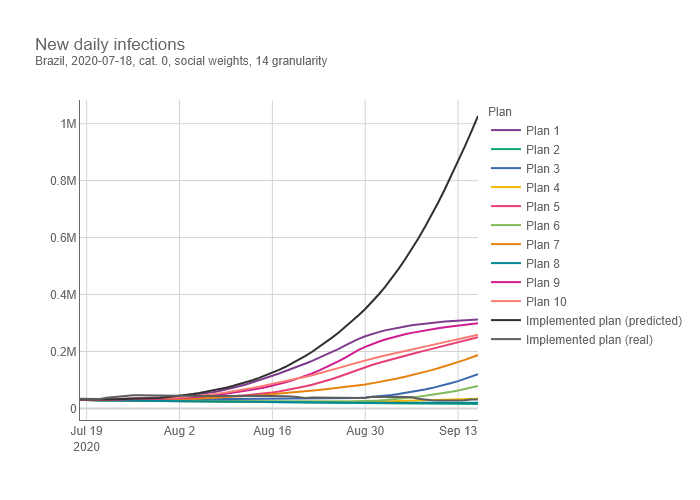 New daily infections
Brazil, 2020-07-18, cat. 0, social weights, 14 granularity
Plan
1M
Plan 1
Plan 2
Plan 3
0.8M
Plan 4
Plan 5
Plan 6
0.6M
Plan 7
Plan 8
Plan 9
0.4M
Plan 10
Implemented plan (predicted)
Implemented plan (real)
0.2M
0
Jul 19 Aug 2 Aug 16 Aug 30 Sep 13
2020